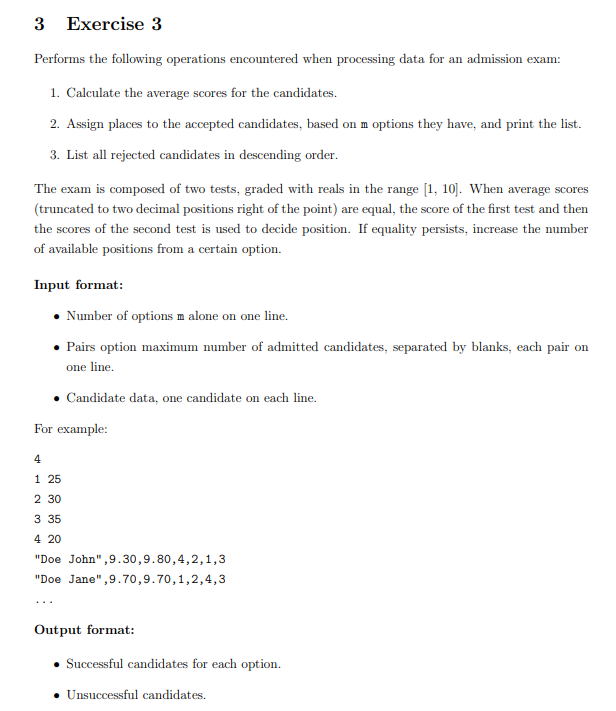 3 Exercise 3
Performs the following operations encountered when processing data for an admission exam:
1. Calculate the average scores for the candidates.
2. Assign places to the accepted candidates, based on m options they have, and print the list.
3. List all rejected candidates in descending order.
The exam is composed of two tests, graded with reals in the range [1, 10]. When average scores
(truncated to two decimal positions right of the point) are equal, the score of the first test and then
the scores of the second test is used to decide position. If equality persists, increase the number
of available positions from a certain option.
Input format:
• Number of options m alone on one line.
• Pairs option maximum number of admitted candidates, separated by blanks, each pair on
one line.
• Candidate data, one candidate on each line.
For example:
4
1 25
2 30
3 35
4 20
"Doe John",9.30,9.80,4,2,1,3
"Doe Jane",9.70,9.70,1,2,4,3
...
Output format:
• Successful candidates for each option.
• Unsuccessful candidates.